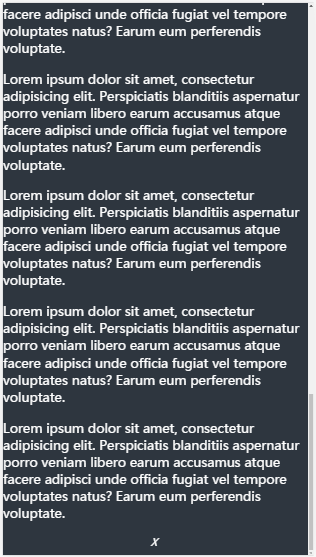 facere adipisci unde officia fugiat vel tempore
voluptates natus? Earum eum perferendis
voluptate.
Lorem ipsum dolor sit amet, consectetur
adipisicing elit. Perspiciatis blanditiis aspernatur
porro veniam libero earum accusamus atque
facere adipisci unde officia fugiat vel tempore
voluptates natus? Earum eum perferendis
voluptate.
Lorem ipsum dolor sit amet, consectetur
adipisicing elit. Perspiciatis blanditiis aspernatur
porro veniam libero earum accusamus atque
facere adipisci unde officia fugiat vel tempore
voluptates natus? Earum eum perferendis
voluptate.
Lorem ipsum dolor sit amet, consectetur
adipisicing elit. Perspiciatis blanditiis aspernatur
porro veniam libero earum accusamus atque
facere adipisci unde officia fugiat vel tempore
voluptates natus? Earum eum perferendis
voluptate.
Lorem ipsum dolor sit amet, consectetur
adipisicing elit. Perspiciatis blanditiis aspernatur
porro veniam libero earum accusamus atque
facere adipisci unde officia fugiat vel tempore
voluptates natus? Earum eum perferendis
voluptate.
X